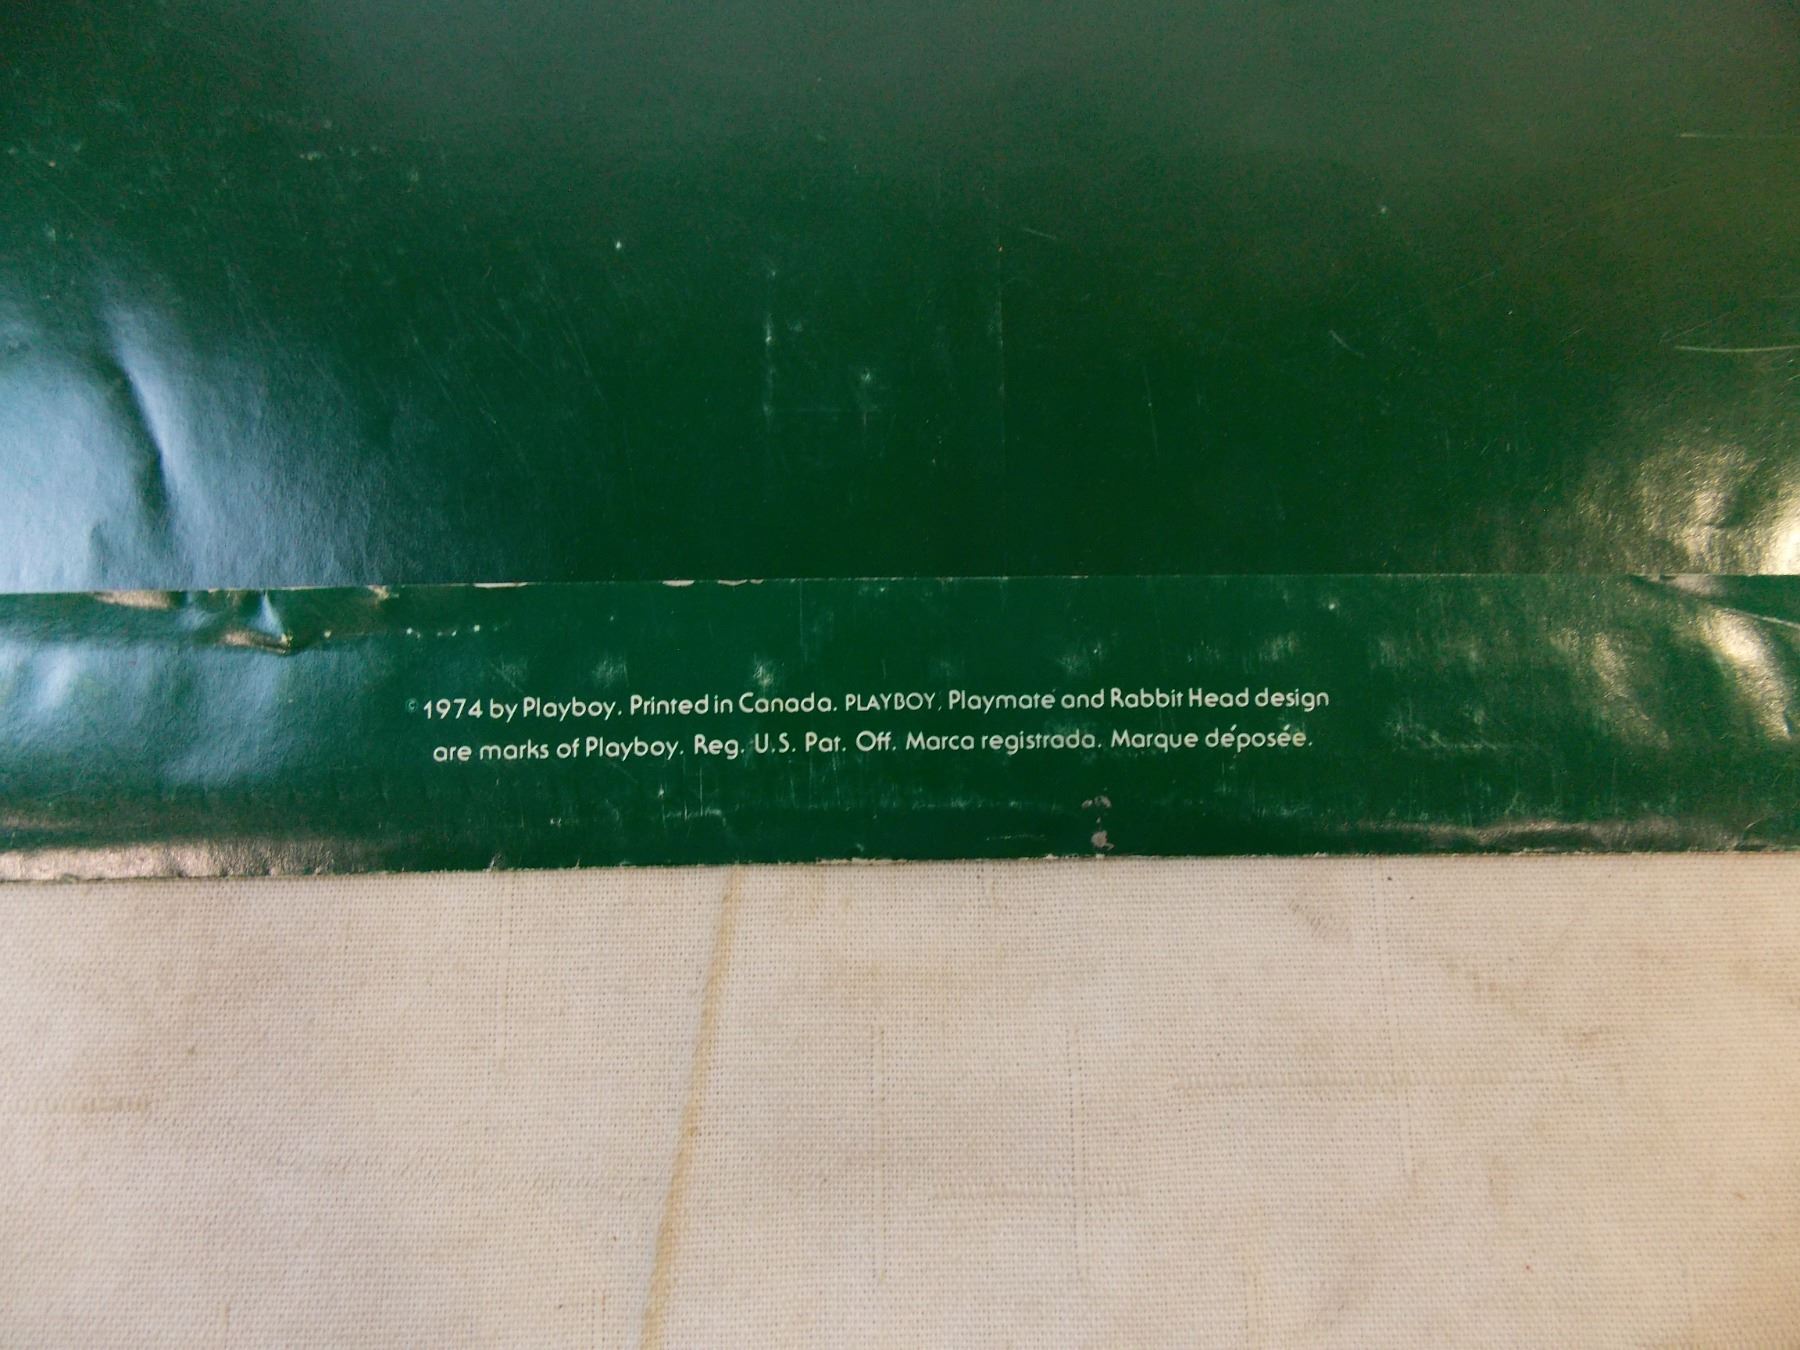 © 1974 by Playboy. Printed in Canada. PLAYBOY, Playmate and Rabbit Head design
are marks of Playboy. Reg. U.S. Pat. Off. Marca registrada. Marque déposée.